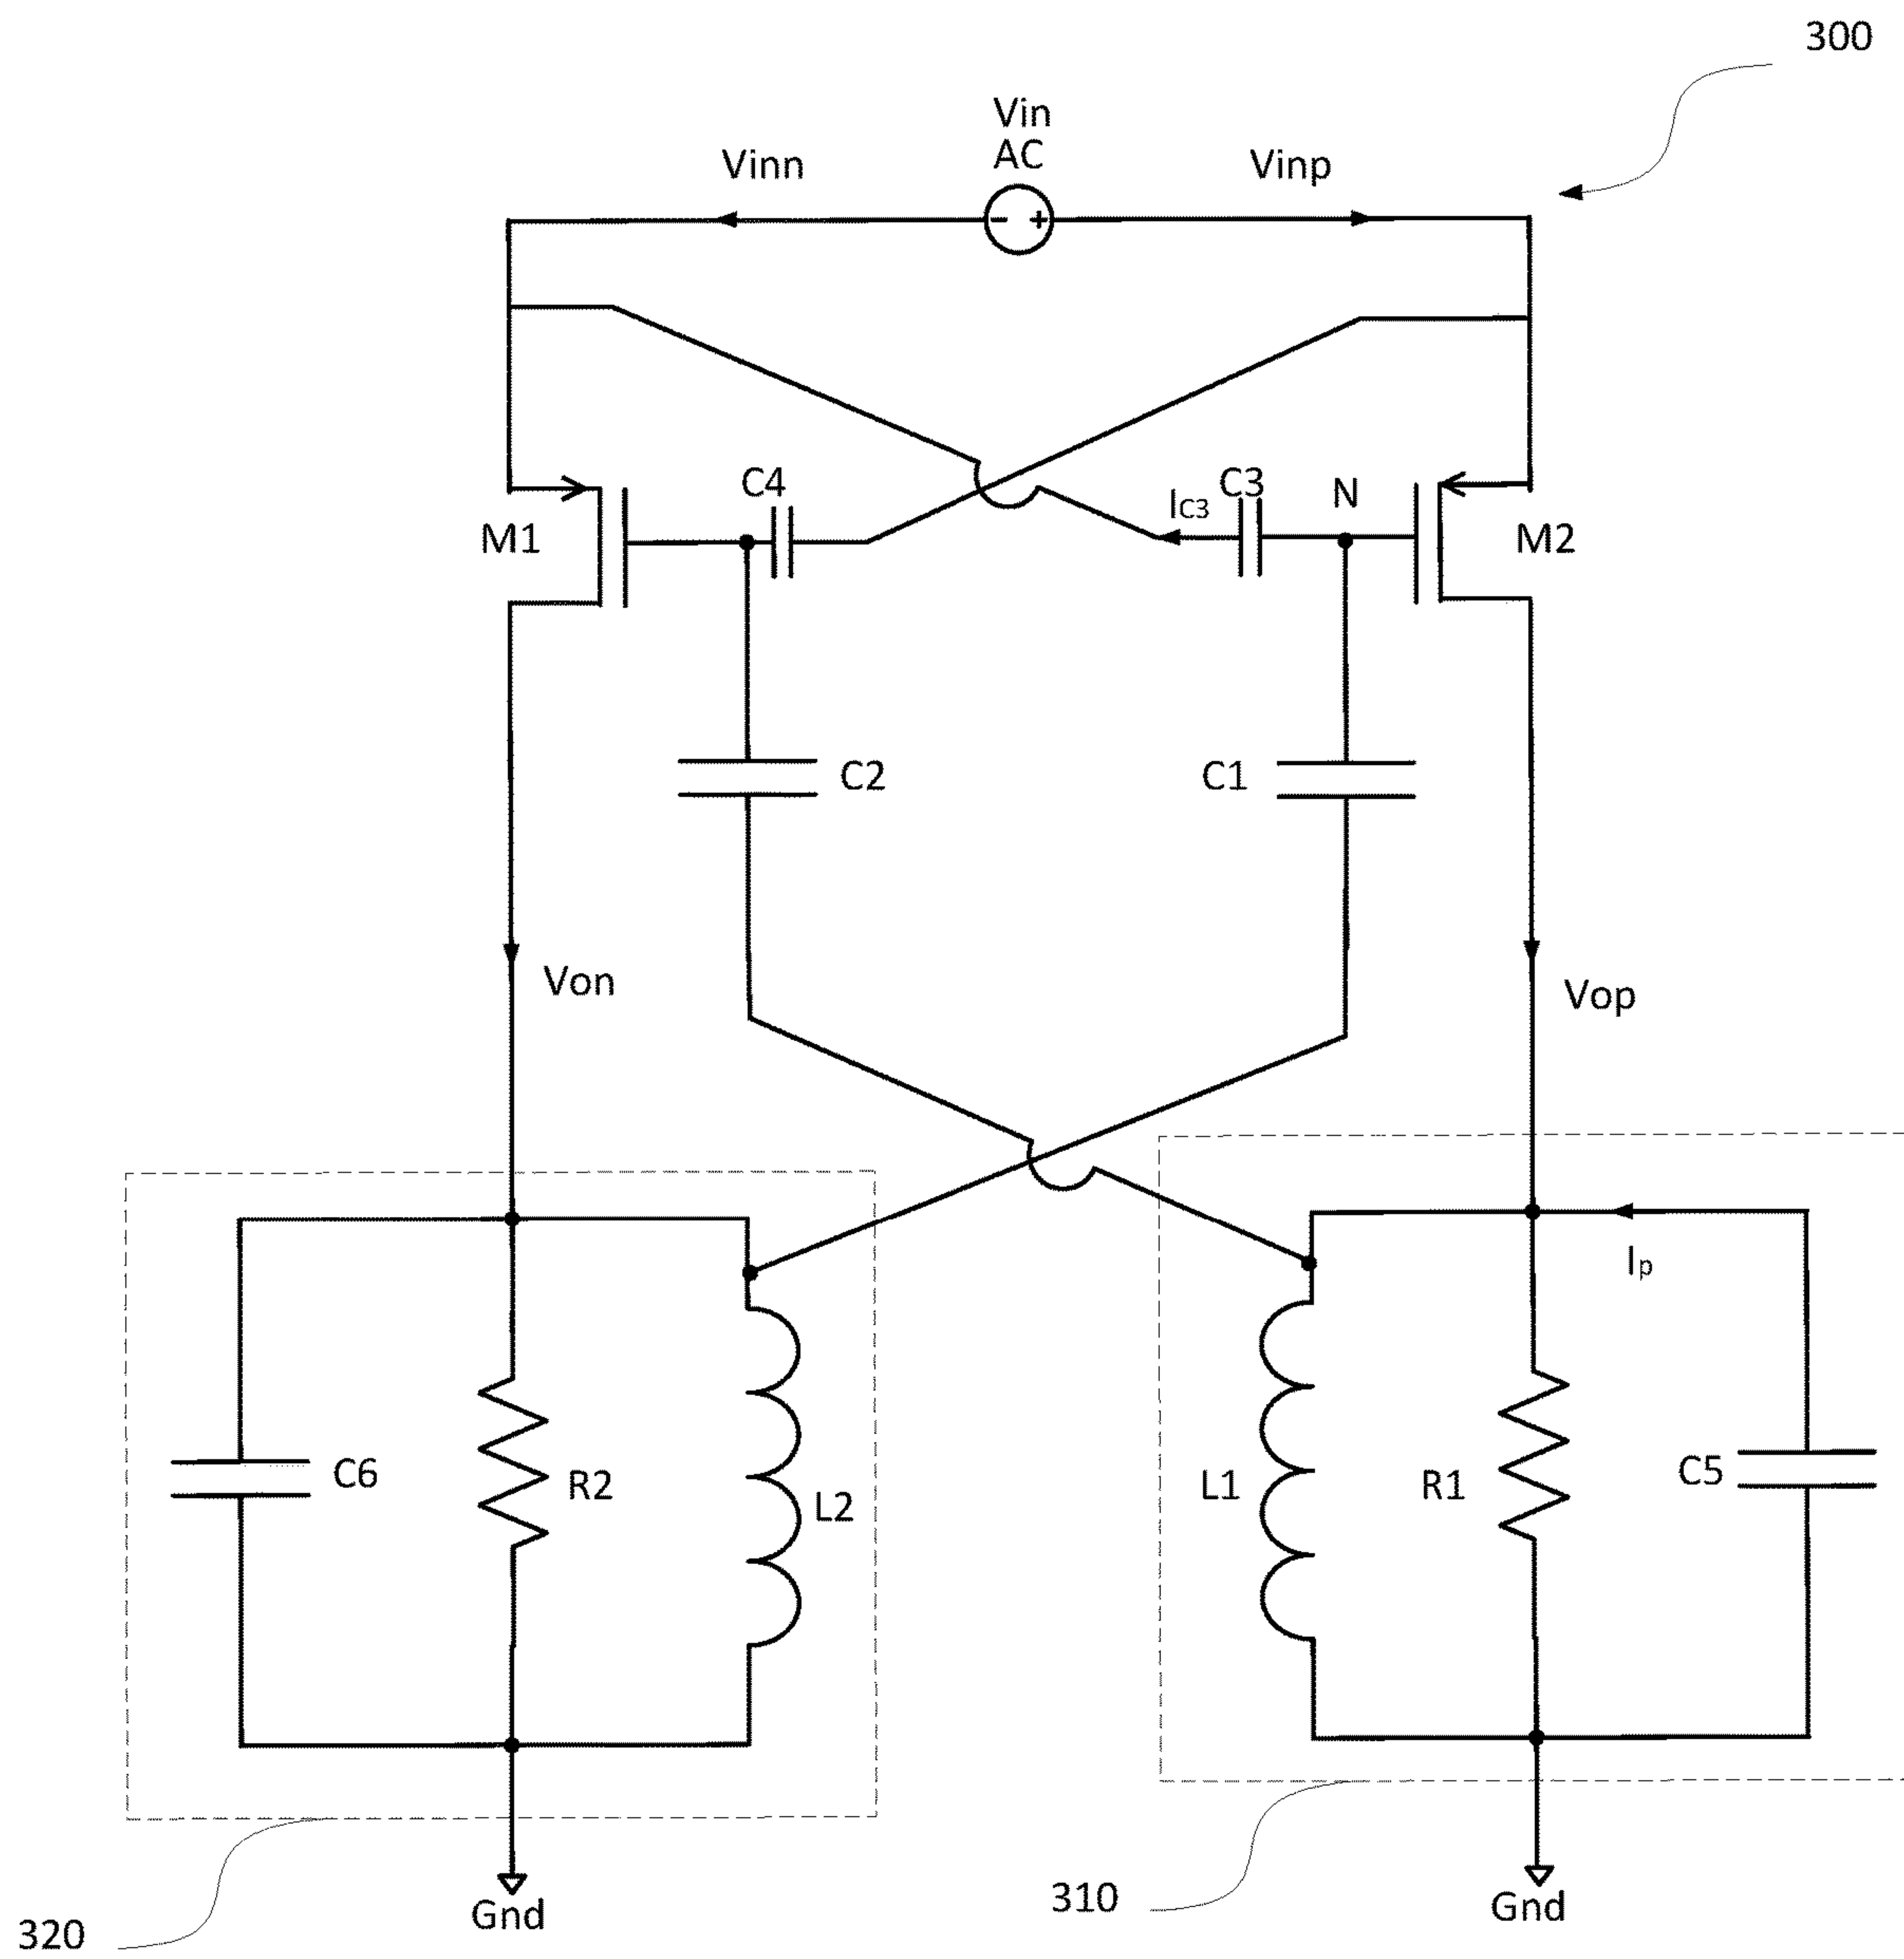 300
Vin
AC
Vinn
Vinp
- +
C4
C3
N
IC3
M1
M2
C2
C1
Von
Vop
Ip
C6
R2
L2
L1
R1
C5
Gnd
Gnd
320
310